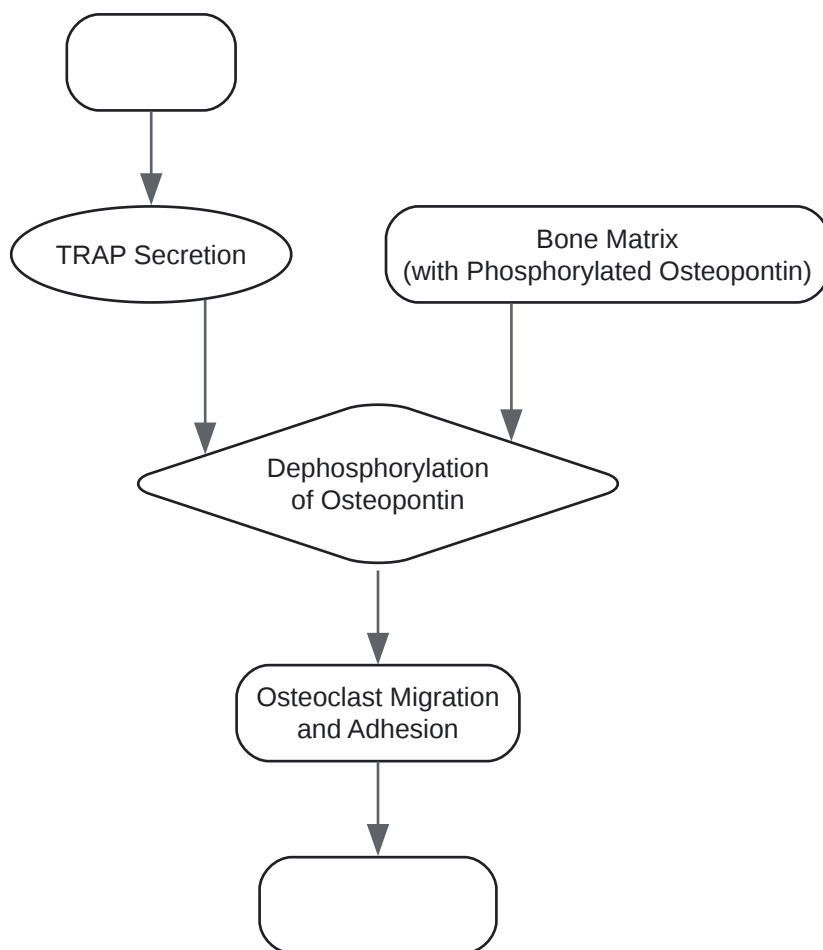 TRAP Secretion
Bone Matrix
(with Phosphorylated Osteopontin)
Dephosphorylation
of Osteopontin
Osteoclast Migration
and Adhesion